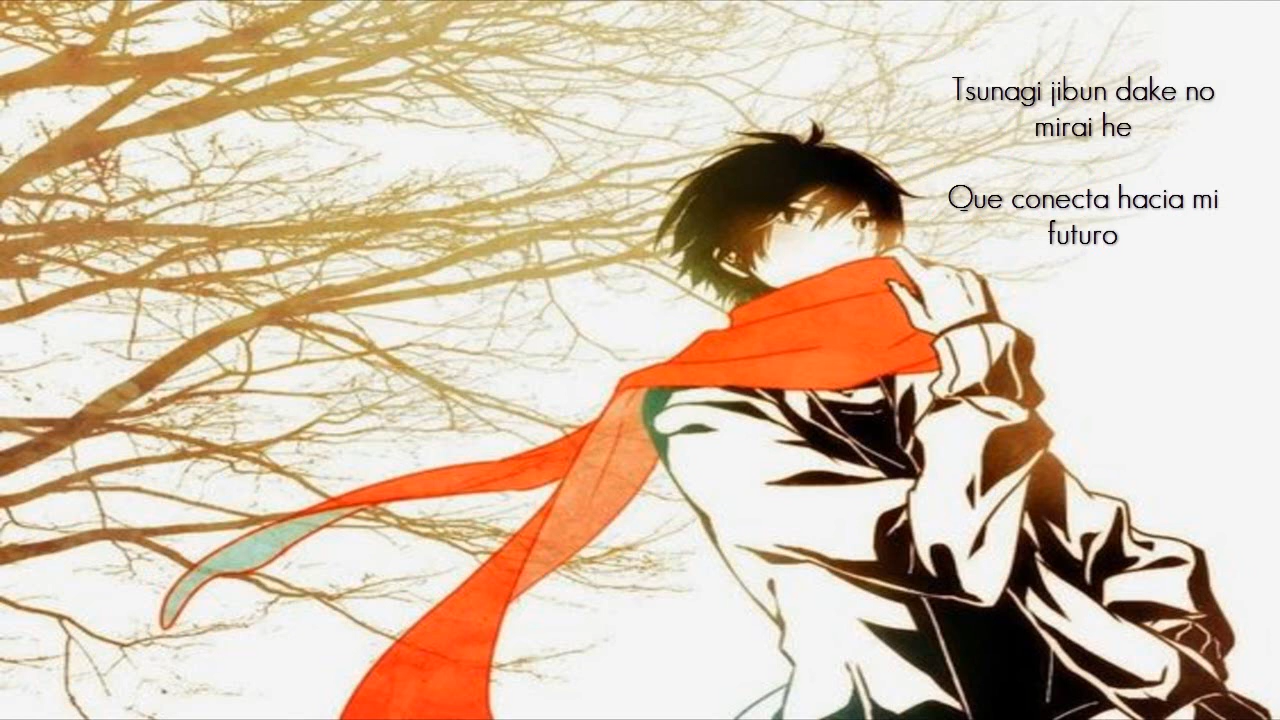 Tsunagi jibun dake no
mirai he
Que conecta hacia mi
futuro